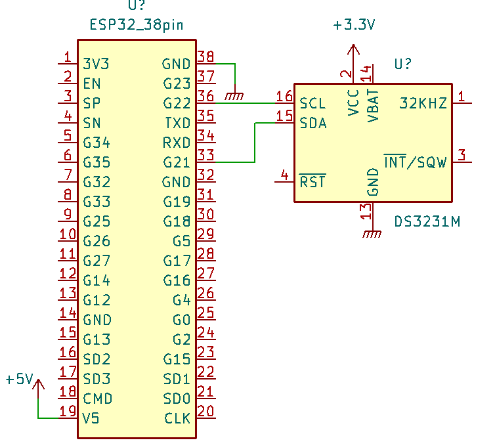 U?
ESP32_38pin
1 3V3 GND 38
2 EN G23 37
3 SP G22 36
4 SN TXD 35
5 G34 RXD 34
6 G35 G21 33
7 G32 GND 32
8 G33 G19 31
9 G25 G18 30
10 G26 G5 29
11 G27 G17 28
12 G14 G16 27
13 G12 G4 26
14 GND G0 25
15 G13 G2 24
16 SD2 G15 23
17 SD3 SD1 22
18 CMD SD0 21
19 V5 CLK 20
+5V
+3.3V
U?
2 VCC
14 VBAT
16 SCL 32KHZ 1
15 SDA
INT/SQW 3
4 RST
GND 13
DS3231M